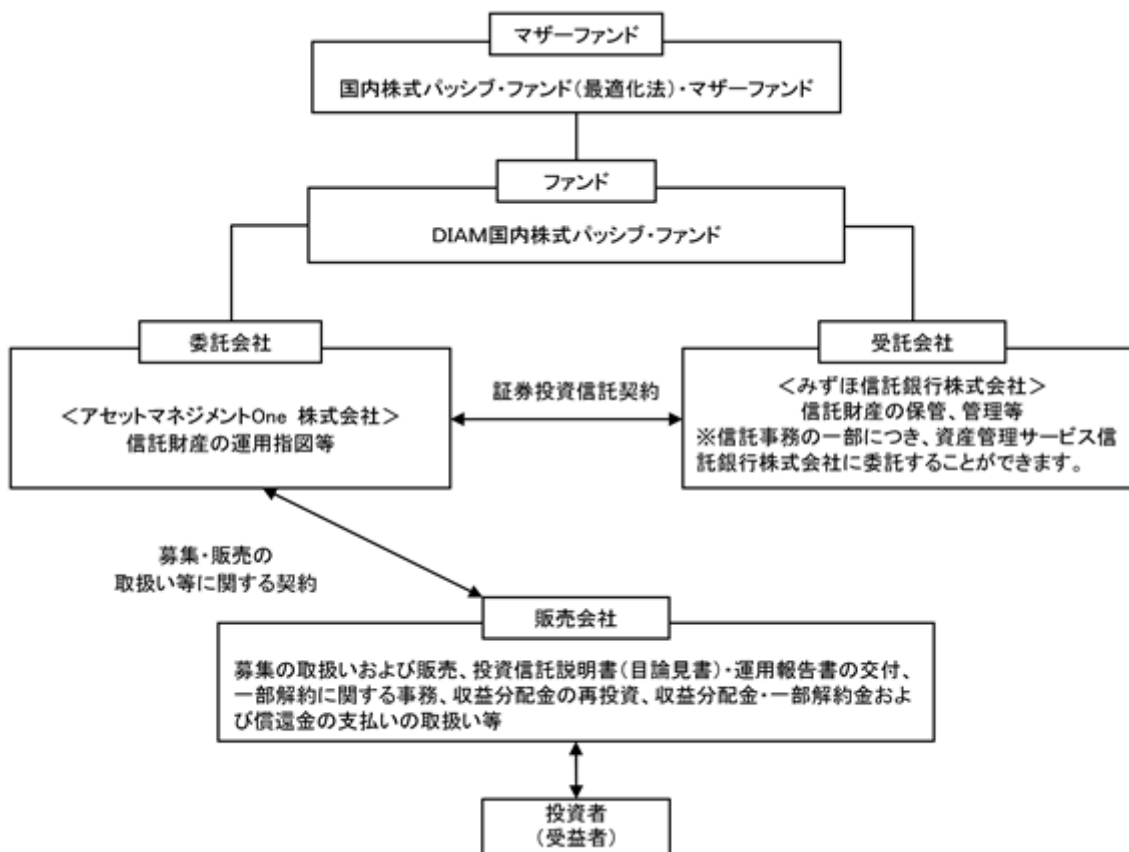 マザーファンド
国内株式パッシブ・ファンド(最適化法)・マザーファンド
ファンド
DIAM国内株式パッシブ・ファンド
委託会社
<アセットマネジメントOne 株式会社>
信託財産の運用指図等
証券投資信託契約
受託会社
<みずほ信託銀行株式会社>
信託財産の保管、管理等
※信託事務の一部につき、資産管理サービス信
託銀行株式会社に委託することができます。
募集・販売の
取扱い等に関する契約
販売会社
募集の取扱いおよび販売、投資信託説明書(目論見書)・運用報告書の交付、
一部解約に関する事務、収益分配金の再投資、収益分配金・一部解約金およ
び償還金の支払いの取扱い等
投資者
(受益者)